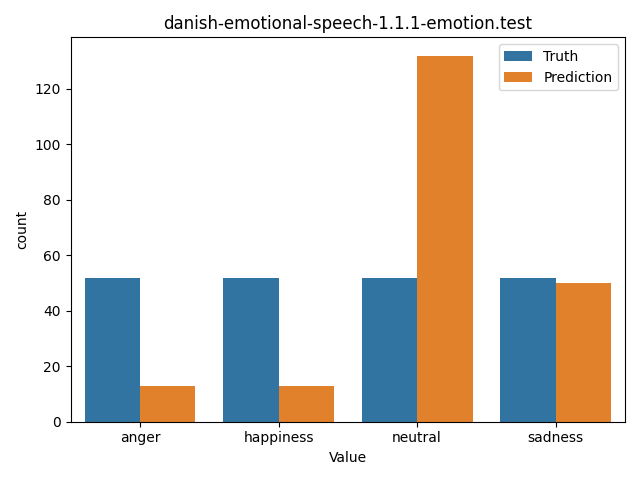 danish-emotional-speech-1.1.1-emotion.test
Truth
Prediction
count
120
100
80
60
40
20
0
anger happiness neutral sadness
Value